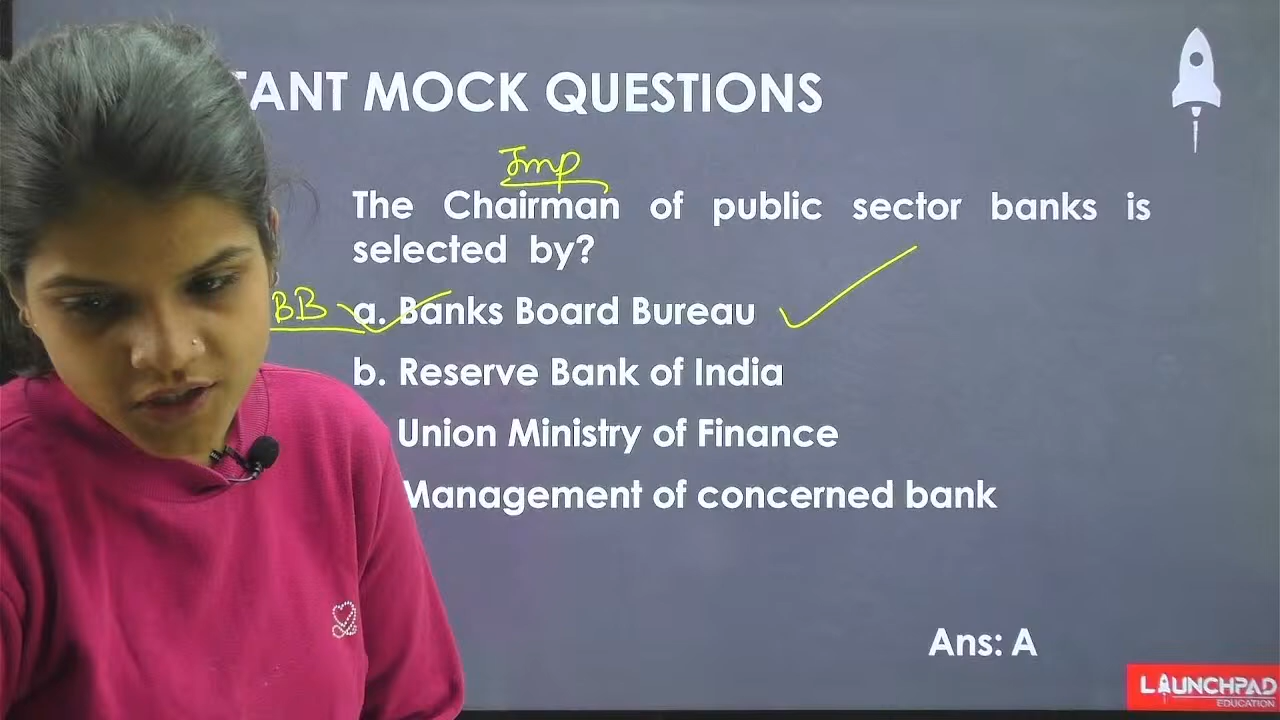 TANT MOCK QUESTIONS
Imp
The Chairman of public sector banks is
selected by?
BB a. Banks Board Bureau
b. Reserve Bank of India
Union Ministry of Finance
Management of concerned bank
Ans: A
LAUNCHPAD
EDUCATION